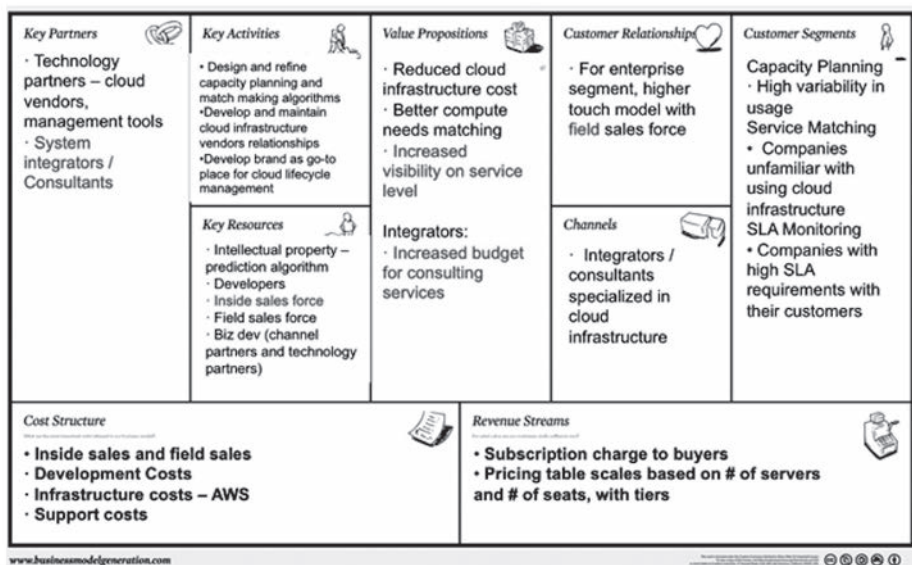 Key Partners
· Technology
partners – cloud
vendors,
management tools
· System
integrators /
Consultants
Key Activities
• Design and refine
capacity planning and
match making algorithms
•Develop and maintain
cloud infrastructure
vendors relationships
•Develop brand as go-to
place for cloud lifecycle
management
Key Resources
· Intellectual property –
prediction algorithm
· Developers
· Inside sales force
· Field sales force
· Biz dev (channel
partners and technology
partners)
Value Propositions
· Reduced cloud
infrastructure cost
· Better compute
needs matching
· Increased
visibility on service
level
Integrators:
· Increased budget
for consulting
services
Customer Relationships
· For enterprise
segment, higher
touch model with
field sales force
Channels
· Integrators /
consultants
specialized in
cloud
infrastructure
Customer Segments
Capacity Planning
· High variability in
usage
Service Matching
• Companies
unfamiliar with
using cloud
infrastructure
SLA Monitoring
• Companies with
high SLA
requirements with
their customers
Cost Structure
• Inside sales and field sales
· Development Costs
· Infrastructure costs – AWS
· Support costs
Revenue Streams
• Subscription charge to buyers
• Pricing table scales based on # of servers
and # of seats, with tiers
www.businessmodelgeneration.com